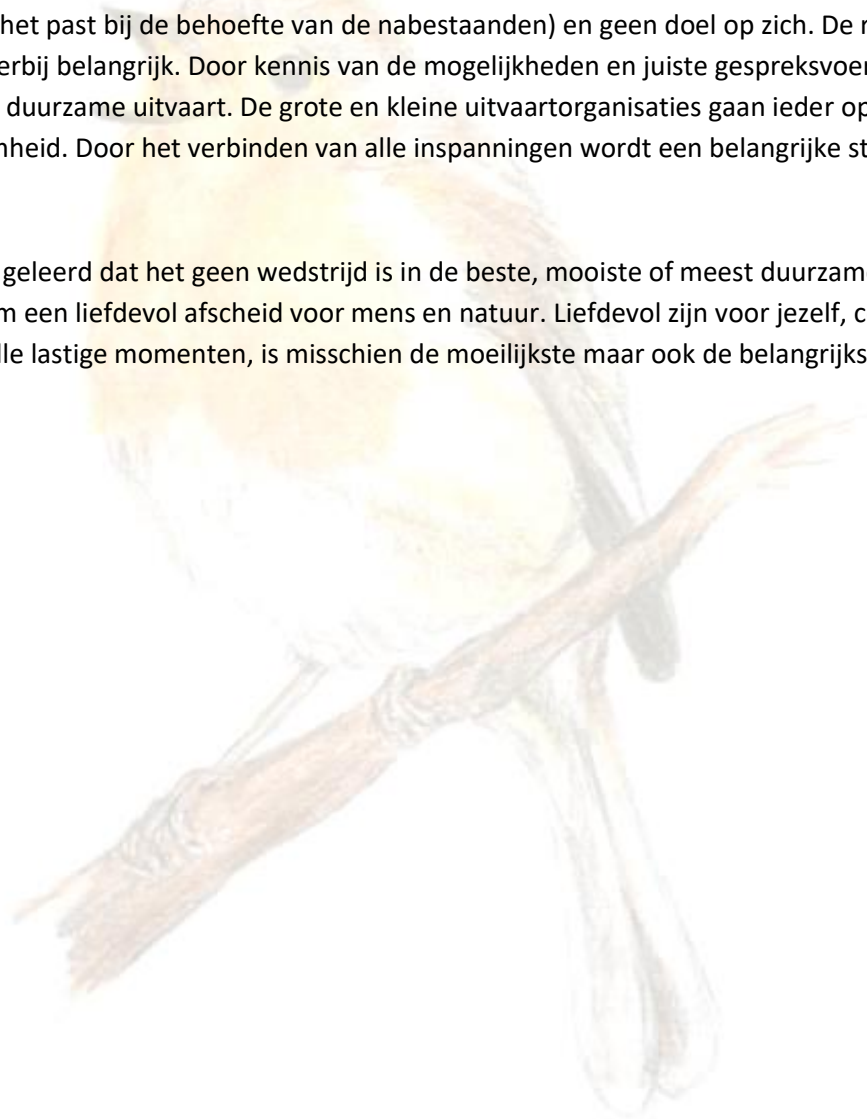 het past bij de behoefte van de nabestaanden) en geen doel op zich. De
erbij belangrijk. Door kennis van de mogelijkheden en juiste
duurzame uitvaart. De grote en kleine uitvaartorganisaties gaan ieder op
nheid. Door het verbinden van alle inspanningen wordt een belangrijke
geleerd dat het geen wedstrijd is in de beste, mooiste of meest
m een liefdevol afscheid voor mens en natuur. Liefdevol zijn voor jezelf,
lle lastige momenten, is misschien de moeilijkste maar ook de